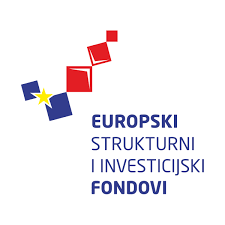 EUROPSKI
STRUKTURNI
I INVESTICIJSKI
FONDOVI